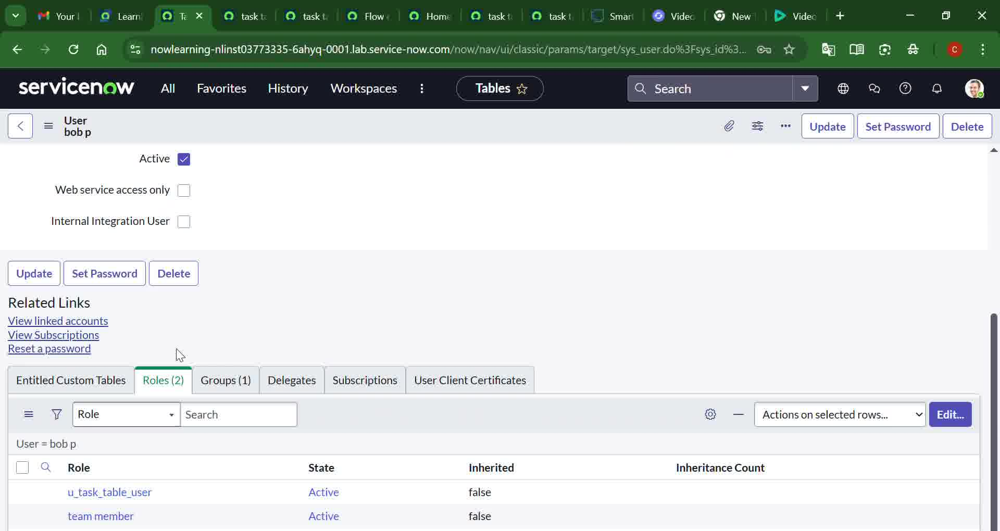 Your
Learn
Ta
task t
task t
Flow
Home
task t
task t
Smar
Video
New
Video
nowlearning-nlinst03773335-6ahyq-0001.lab.service-now.com/now/nav/ui/classic/params/target/sys_user.do%3Fsys_id%3...
C
servicenow
All
Favorites
History
Workspaces
Tables
Search
User
bob p
Update
Set Password
Delete
Active
Web service access only
Internal Integration User
Update
Set Password
Delete
Related Links
View linked accounts
View Subscriptions
Reset a password
Entitled Custom Tables
Roles (2)
Groups (1)
Delegates
Subscriptions
User Client Certificates
Role
Search
Actions on selected rows...
Edit...
User = bob p
Role
State
Inherited
Inheritance Count
u_task_table_user
Active
false
team member
Active
false